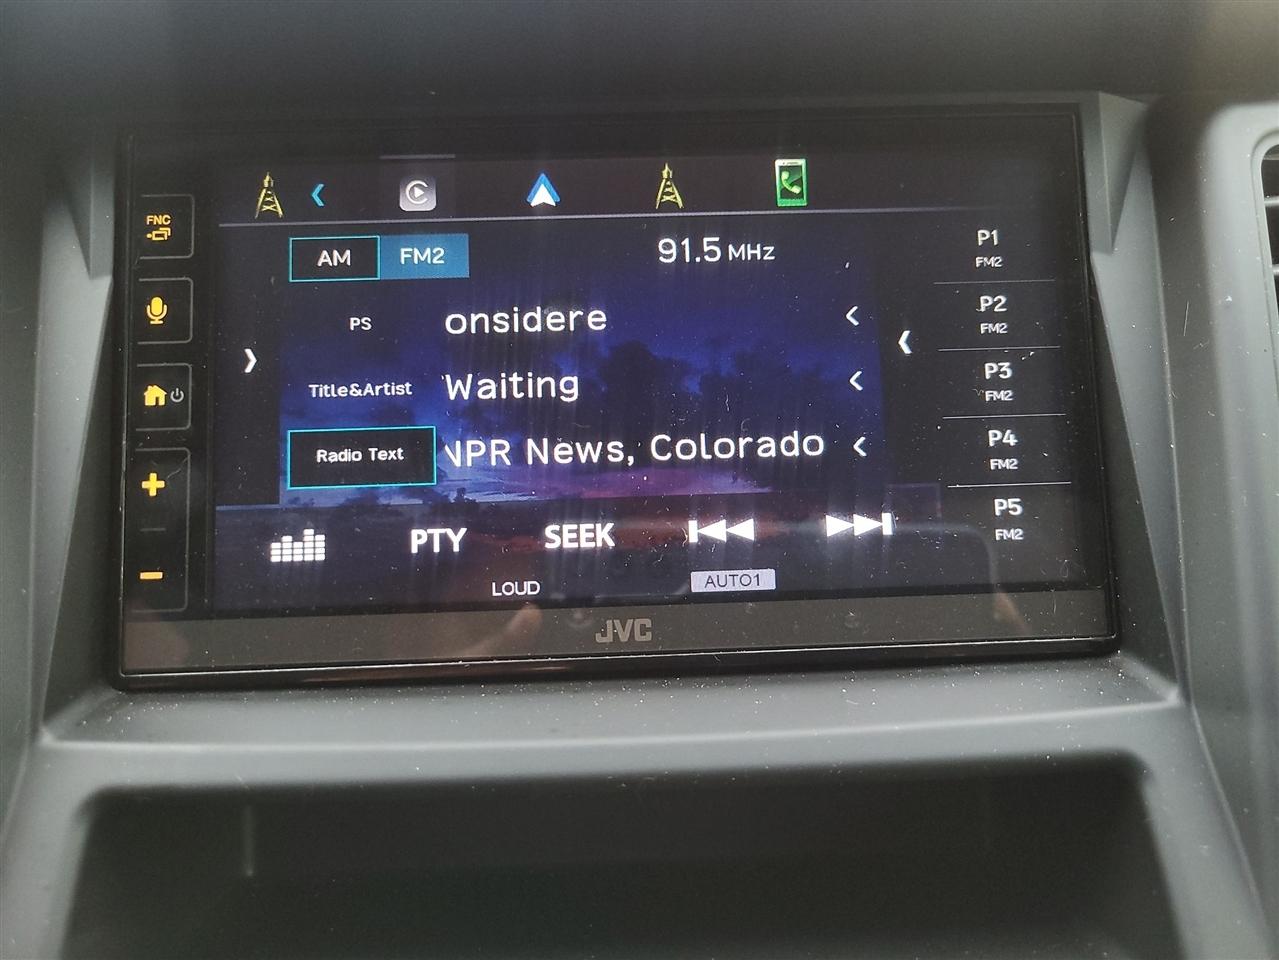 FNC
AM FM2 91.5 MHz
P1
FM2
PS onsidere
P2
FM2
Title&Artist Waiting
P3
FM2
Radio Text NPR News, Colorado
P4
FM2
PTY SEEK
P5
FM2
LOUD AUTO1
JVC